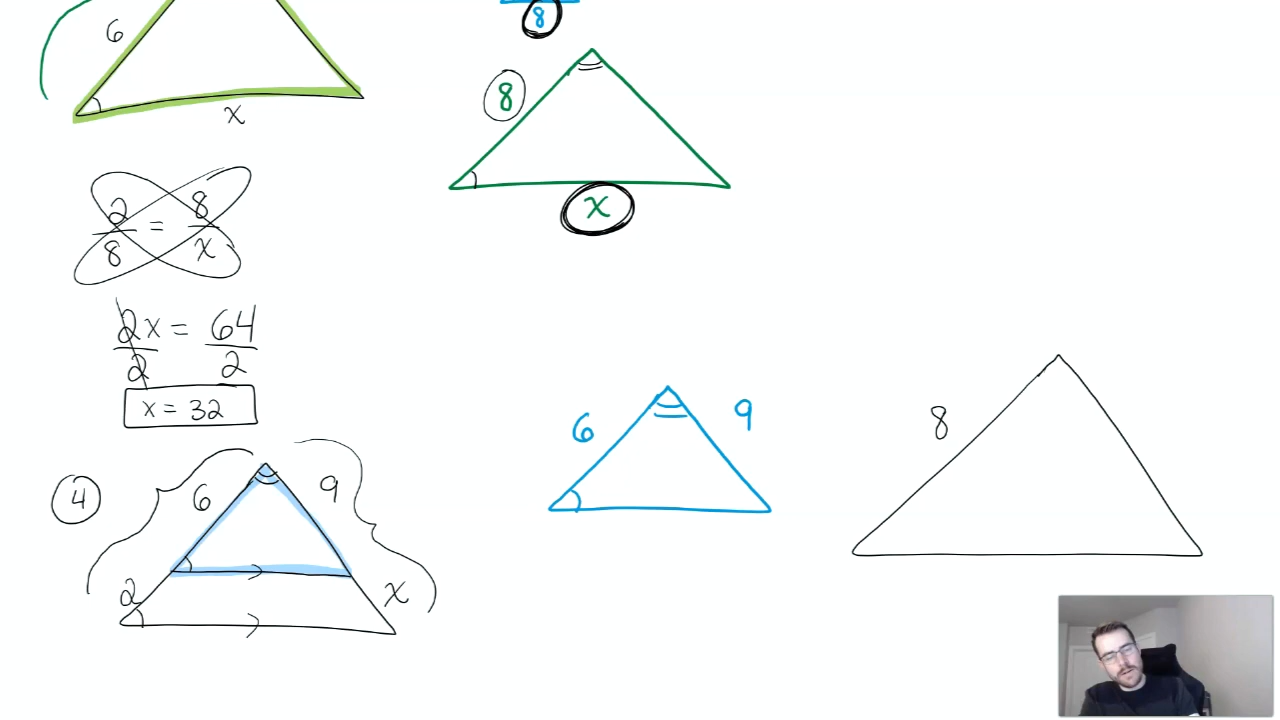 6
x
8
8
x
2/8 = 8/x
2x/2 = 64/2
x = 32
4
6
9
2
x
6
9
8